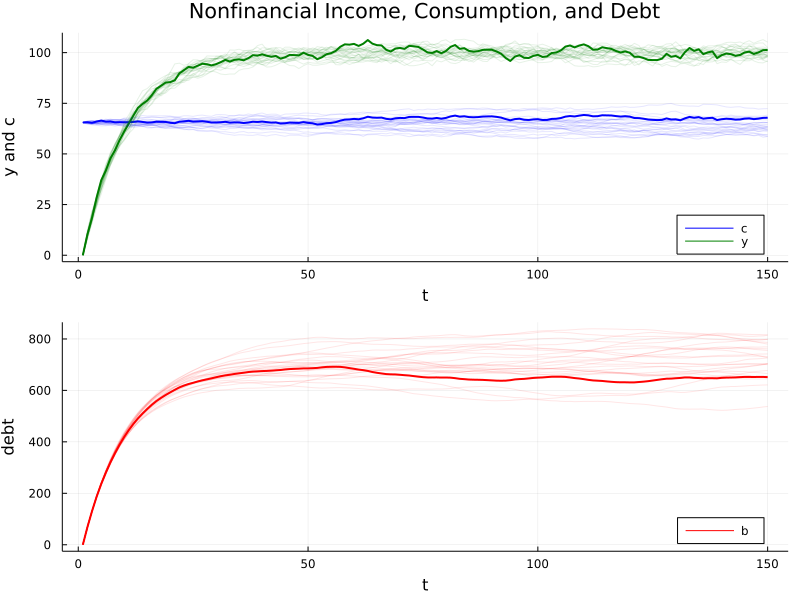 Nonfinancial Income, Consumption, and Debt
100
75
50
25
0
y and c
c
y
0 50 100 150
t
800
600
400
200
0
debt
b
0 50 100 150
t